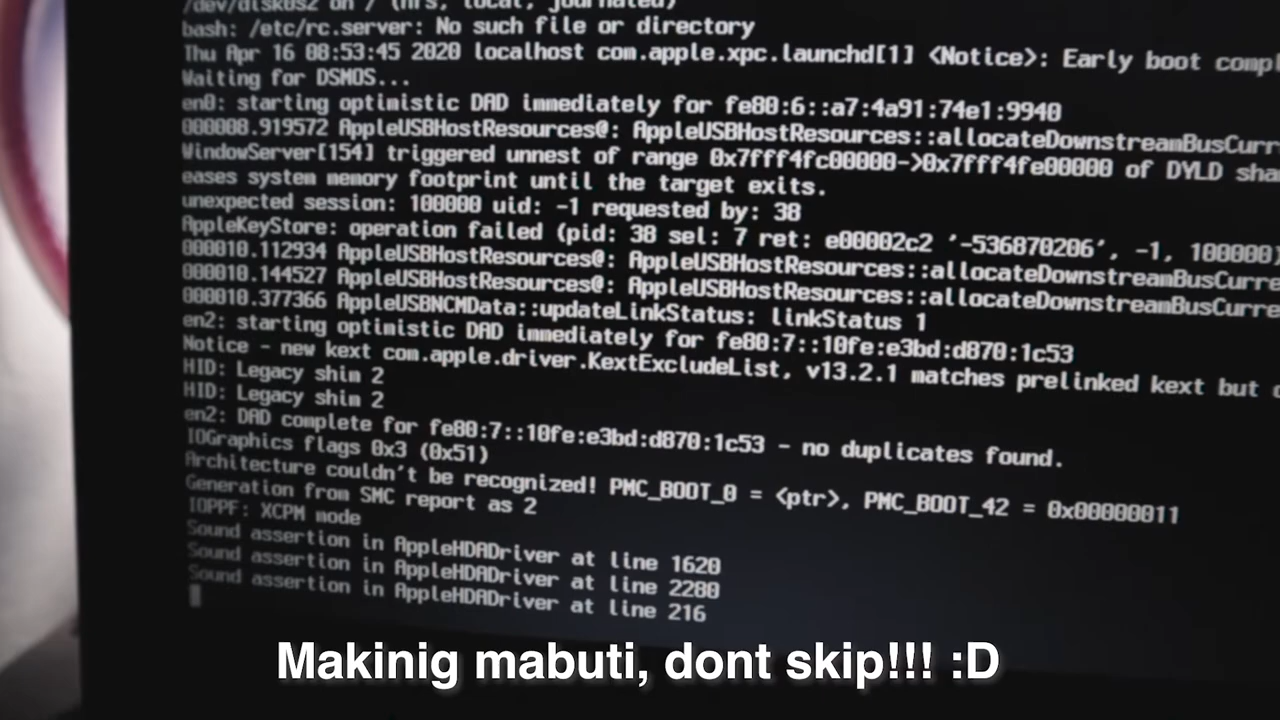 /dev/disk0s2 on / (hfs, local, journaled)
bash: /etc/rc.server: No such file or directory
Thu Apr 16 08:53:45 2020 localhost com.apple.xpc.launchd[1] <Notice>: Early boot compl
Waiting for DSMOS...
en0: starting optimistic DAD immediately for fe80:6::a7:4a91:74e1:9940
000008.919572 AppleUSBHostResources@: AppleUSBHostResources::allocateDownstreamBusCurr
WindowServer[154] triggered unnest of range 0x7fff4fc00000->0x7fff4fe00000 of DYLD sha
eases system memory footprint until the target exits.
unexpected session: 100000 uid: -1 requested by: 38
AppleKeyStore: operation failed (pid: 38 sel: 7 ret: e00002c2 '-536870206', -1, 100000)
000010.112934 AppleUSBHostResources@: AppleUSBHostResources::allocateDownstreamBusCurre
000010.144527 AppleUSBHostResources@: AppleUSBHostResources::allocateDownstreamBusCurre
000010.377366 AppleUSBNCMData::updateLinkStatus: linkStatus 1
en2: starting optimistic DAD immediately for fe80:7::10fe:e3bd:d870:1c53
Notice - new kext com.apple.driver.KextExcludeList, v13.2.1 matches prelinked kext but
HID: Legacy shim 2
HID: Legacy shim 2
en2: DAD complete for fe80:7::10fe:e3bd:d870:1c53 - no duplicates found.
IOGraphics flags 0x3 (0x51)
Architecture couldn't be recognized! PMC_BOOT_0 = <ptr>, PMC_BOOT_42 = 0x00000011
Generation from SMC report as 2
IOPPF: XCPM mode
Sound assertion in AppleHDADriver at line 1620
Sound assertion in AppleHDADriver at line 2280
Sound assertion in AppleHDADriver at line 216
Makinig mabuti, dont skip!!! :D